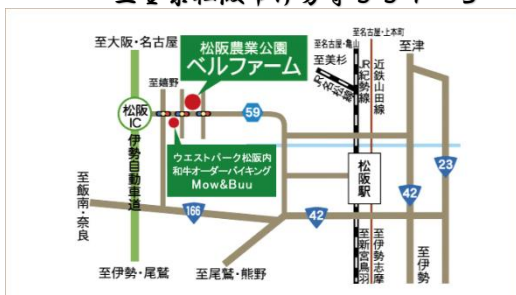 至大阪・名古屋
松阪農業公園
ベルファーム
至名古屋・亀山
至名古屋・上本町
至美杉
至津
至嬉野
JR名松線
JR紀勢線
近鉄山田線
松阪
IC
59
伊勢自動車道
ウエストパーク松阪内
和牛オーダーバイキング
Mow&Buu
松阪駅
23
42
至飯南・奈良
166
42
至伊勢・尾鷲
至尾鷲・熊野
至新宮鳥羽
至伊勢志摩
至伊勢